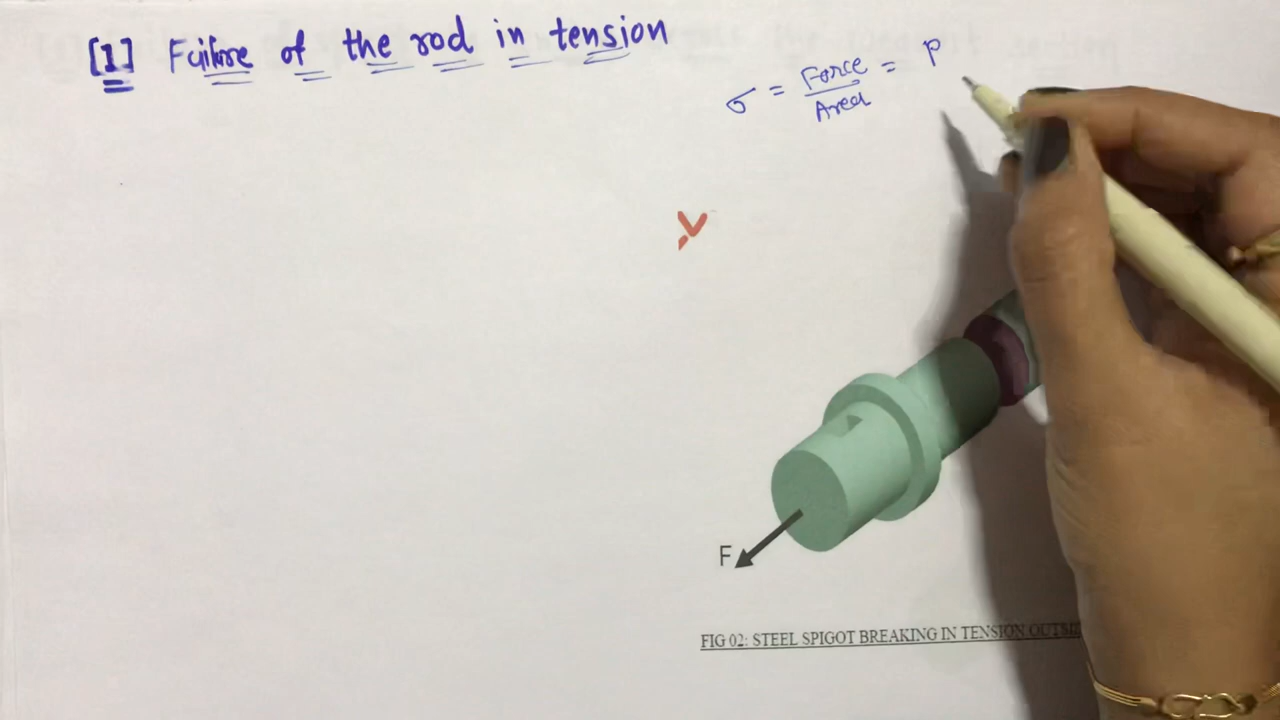 [1] Failure of the rod in tension
σ = Force / Area = P
F
FIG 02: STEEL SPIGOT BREAKING IN TENSION